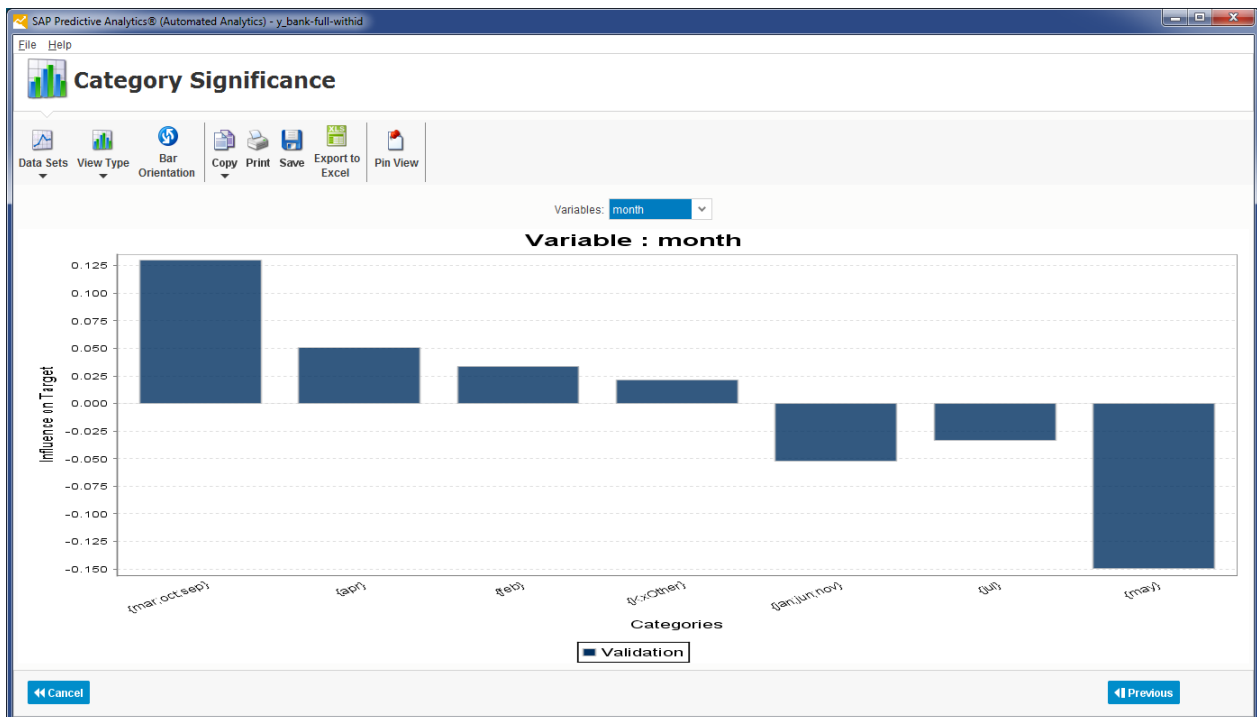 SAP Predictive Analytics® (Automated Analytics) - y_bank-full-withid
File Help
Category Significance
Data Sets View Type Bar Orientation Copy Print Save Export to Excel Pin View
Variables: month
Variable : month
0.125
0.100
0.075
0.050
0.025
0.000
-0.025
-0.050
-0.075
-0.100
-0.125
-0.150
Influence on Target
{mar,oct,sep} {apr} {feb} {KxOther} {jan,jun,nov} {jul} {may}
Categories
Validation
Cancel Previous